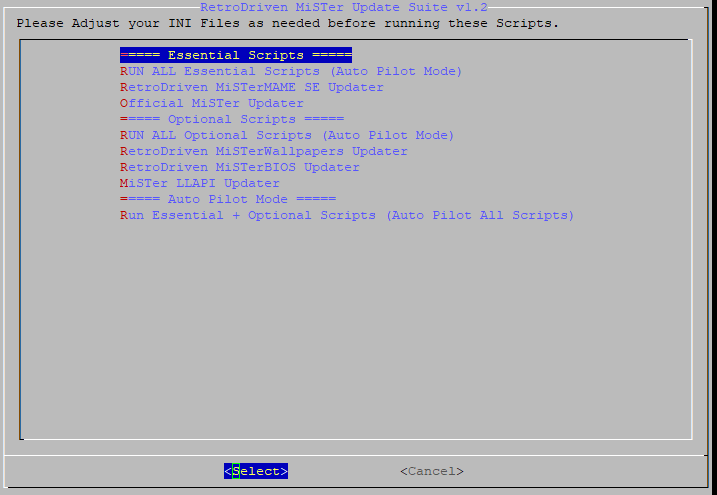 RetroDriven MiSTer Update Suite v1.2
Please Adjust your INI Files as needed before running these Scripts.
===== Essential Scripts =====
RUN ALL Essential Scripts (Auto Pilot Mode)
RetroDriven MiSTerMAME SE Updater
Official MiSTer Updater
===== Optional Scripts =====
RUN ALL Optional Scripts (Auto Pilot Mode)
RetroDriven MiSTerWallpapers Updater
RetroDriven MiSTerBIOS Updater
MiSTer LLAPI Updater
===== Auto Pilot Mode =====
Run Essential + Optional Scripts (Auto Pilot All Scripts)
<Select> <Cancel>